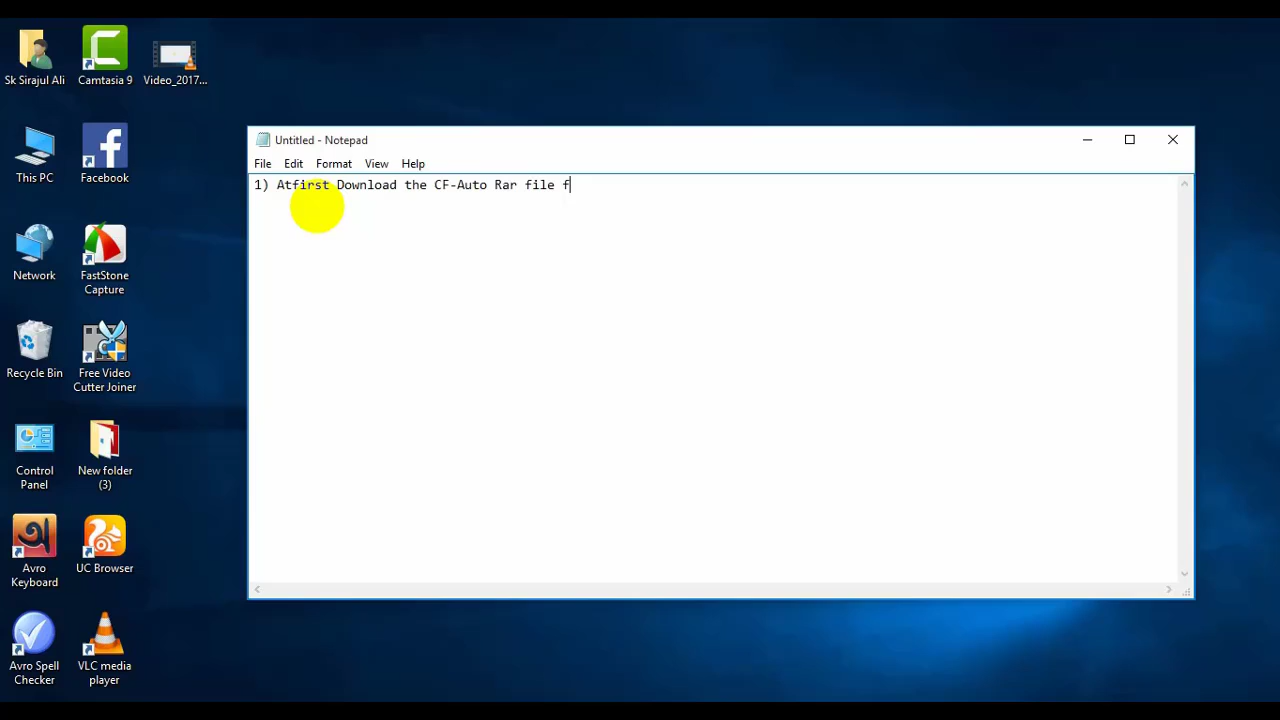 Sk Sirajul Ali
Camtasia 9
Video_2017...
This PC
Facebook
Network
FastStone
Capture
Recycle Bin
Free Video
Cutter Joiner
Control
Panel
New folder
(3)
Avro
Keyboard
UC Browser
Avro Spell
Checker
VLC media
player
Untitled - Notepad
File Edit Format View Help
1) Atfirst Download the CF-Auto Rar file f